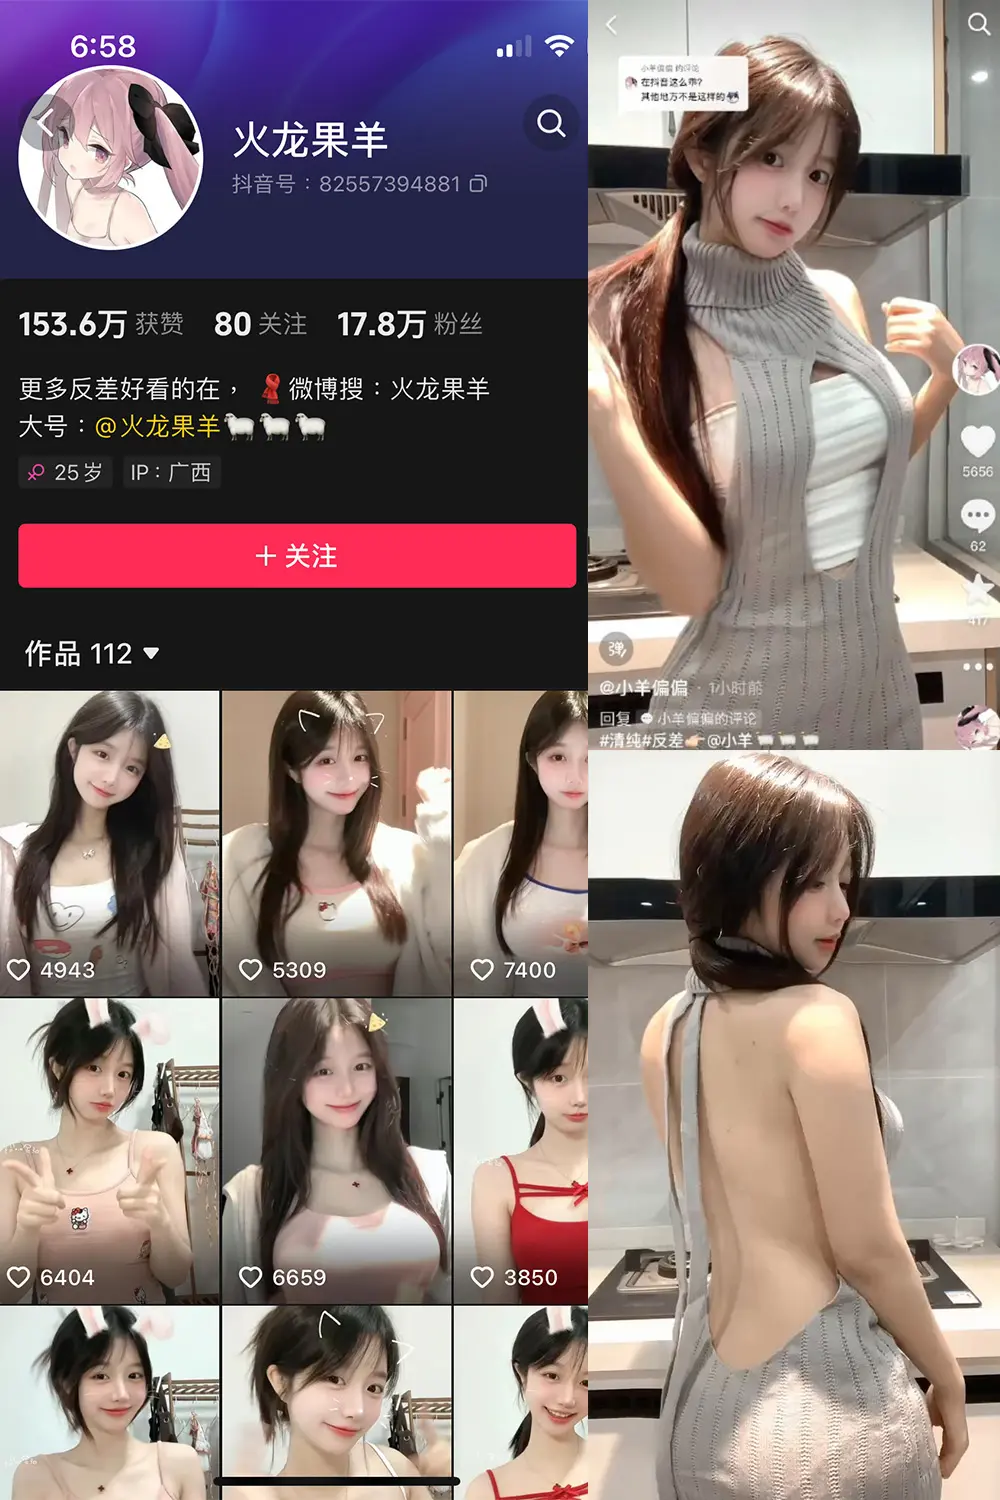 6:58
火龙果羊
抖音号：82557394881
153.6万 获赞 80 关注 17.8万 粉丝
更多反差好看的在， 🧣微博搜：火龙果羊
大号：@火龙果羊🐑🐑🐑
25岁 IP：广西
+ 关注
作品 112
4943
5309
7400
6404
6659
3850
小羊偏偏 的评论
在抖音这么乖?
其他地方不是这样的
5656
62
417
弹
@小羊偏偏 · 1小时前
回复 小羊偏偏的评论
#清纯#反差👉🏻@小羊🐑🐑🐑